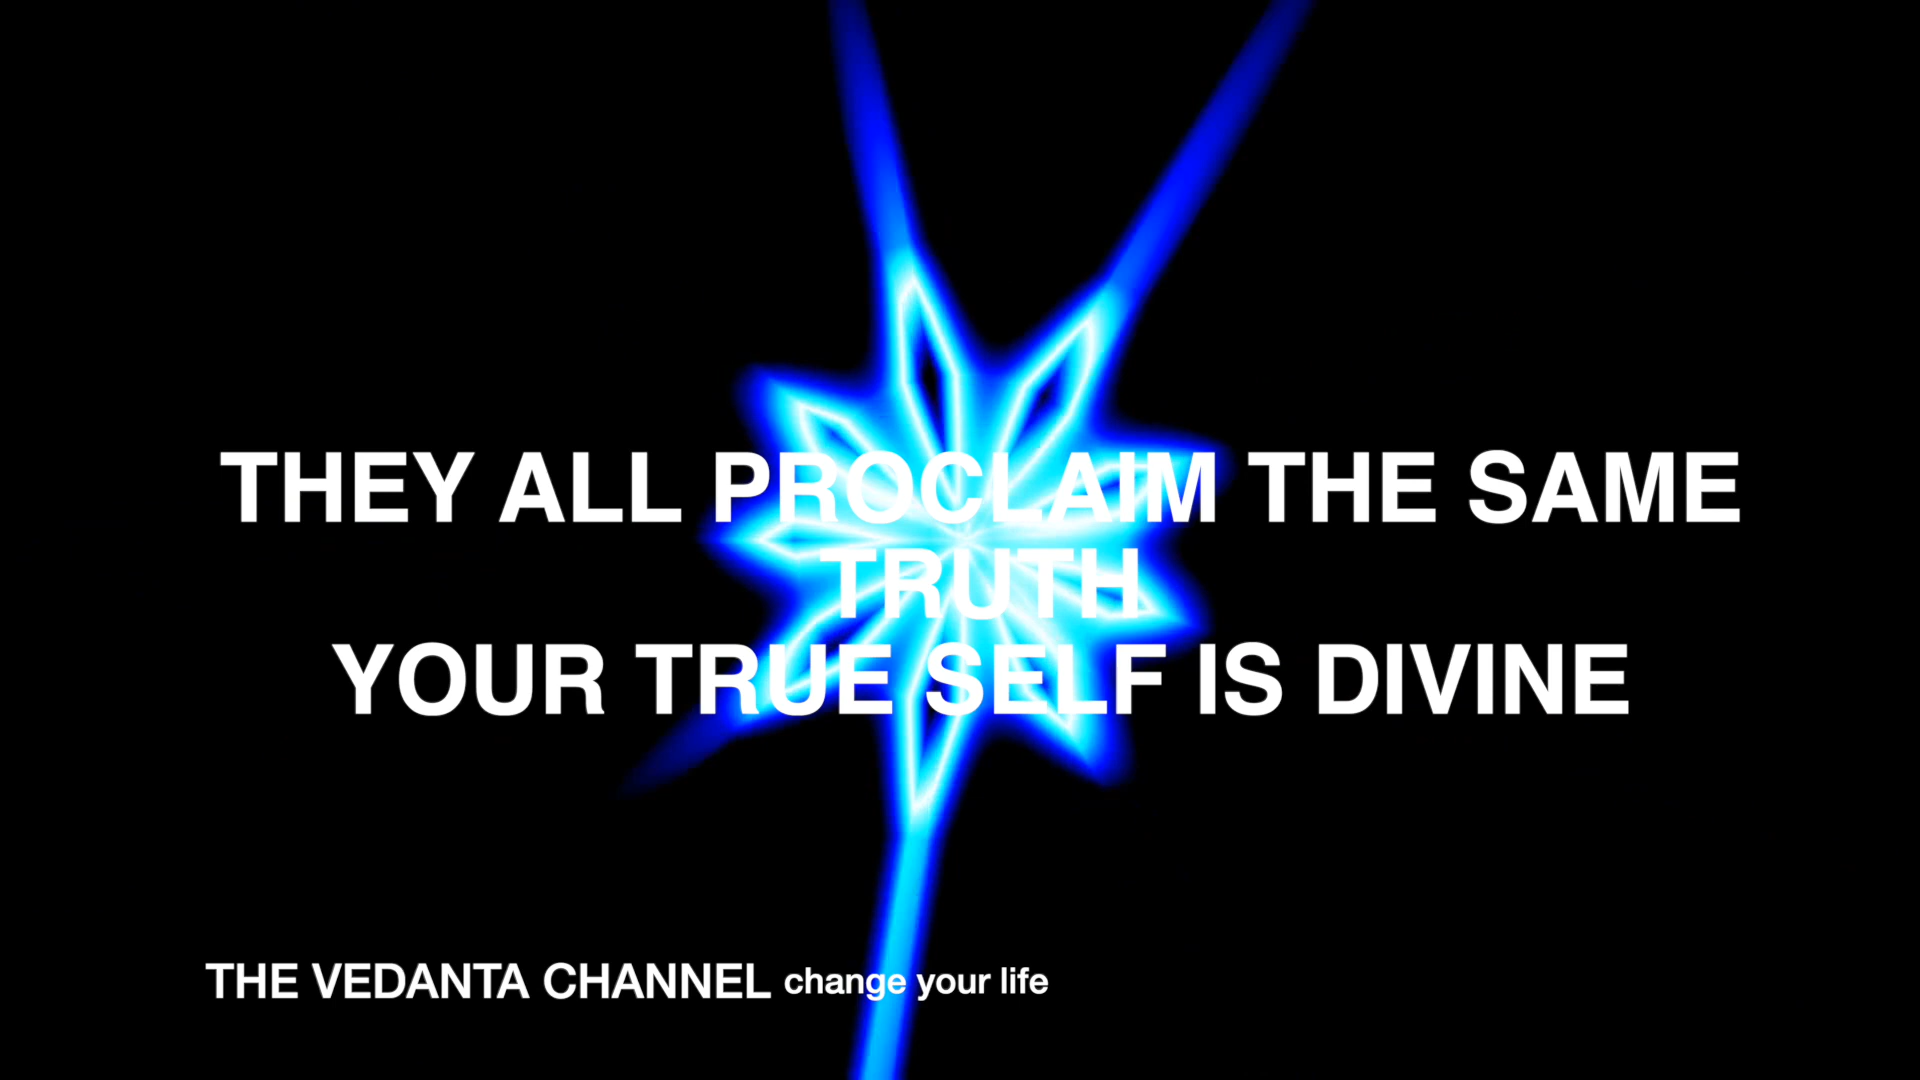 THEY ALL PROCLAIM THE SAME
TRUTH
YOUR TRUE SELF IS DIVINE
THE VEDANTA CHANNEL change your life